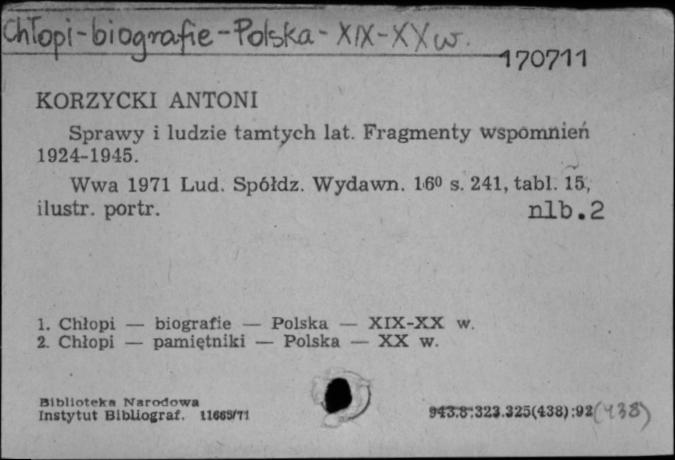 Chłopi-biografie-Polska-XIX-XX w.
170711
KORZYCKI ANTONI
Sprawy i ludzie tamtych lat. Fragmenty wspomnień
1924-1945.
Wwa 1971 Lud. Spółdz. Wydawn. 16⁰ s. 241, tabl. 15,
ilustr. portr. nlb.2
1. Chłopi — biografie — Polska — XIX-XX w.
2. Chłopi — pamiętniki — Polska — XX w.
Biblioteka Narodowa
Instytut Bibliograf. 11665/71
943.8:323.325(438):92(438)